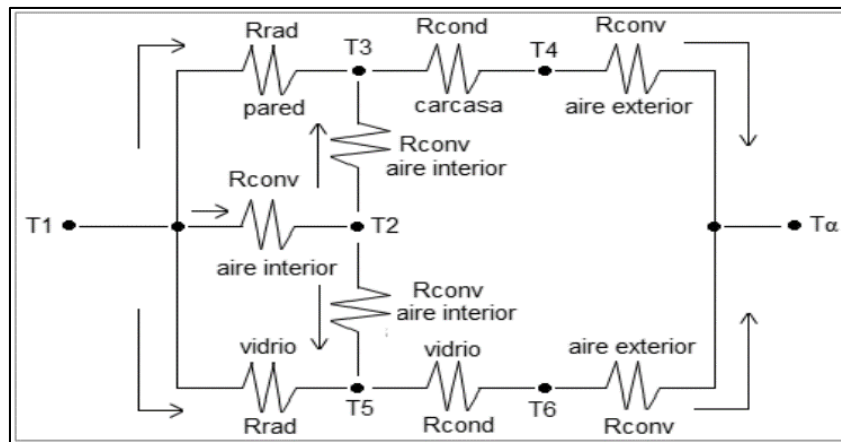 Rrad
T3
Rcond
T4
Rconv
pared
carcasa
aire exterior
Rconv
aire interior
Rconv
T1
T2
Tα
aire interior
Rconv
aire interior
vidrio
vidrio
aire exterior
Rrad
T5
Rcond
T6
Rconv